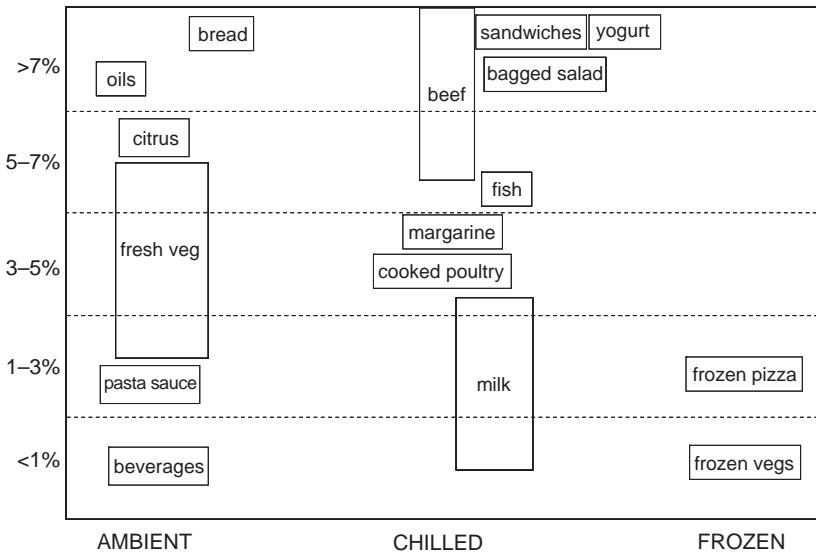 bread
sandwiches
yogurt
>7%
oils
beef
bagged salad
citrus
5–7%
fish
fresh veg
margarine
3–5%
cooked poultry
1–3%
pasta sauce
milk
frozen pizza
<1%
beverages
frozen vegs
AMBIENT
CHILLED
FROZEN